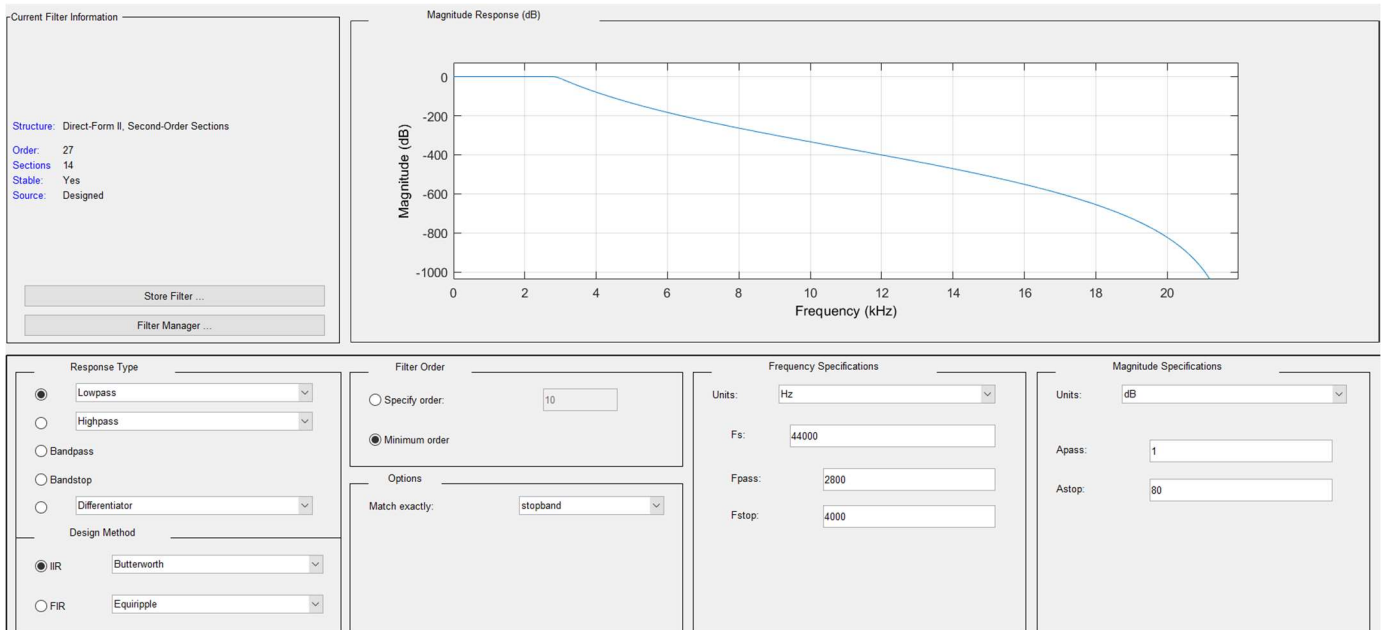 Current Filter Information
Structure: Direct-Form II, Second-Order Sections
Order: 27
Sections 14
Stable: Yes
Source: Designed
Store Filter ...
Filter Manager ...
Magnitude Response (dB)
Magnitude (dB)
0
-200
-400
-600
-800
-1000
0 2 4 6 8 10 12 14 16 18 20
Frequency (kHz)
Response Type
Lowpass
Highpass
Bandpass
Bandstop
Differentiator
Design Method
IIR Butterworth
FIR Equiripple
Filter Order
Specify order: 10
Minimum order
Options
Match exactly: stopband
Frequency Specifications
Units: Hz
Fs: 44000
Fpass: 2800
Fstop: 4000
Magnitude Specifications
Units: dB
Apass: 1
Astop: 80